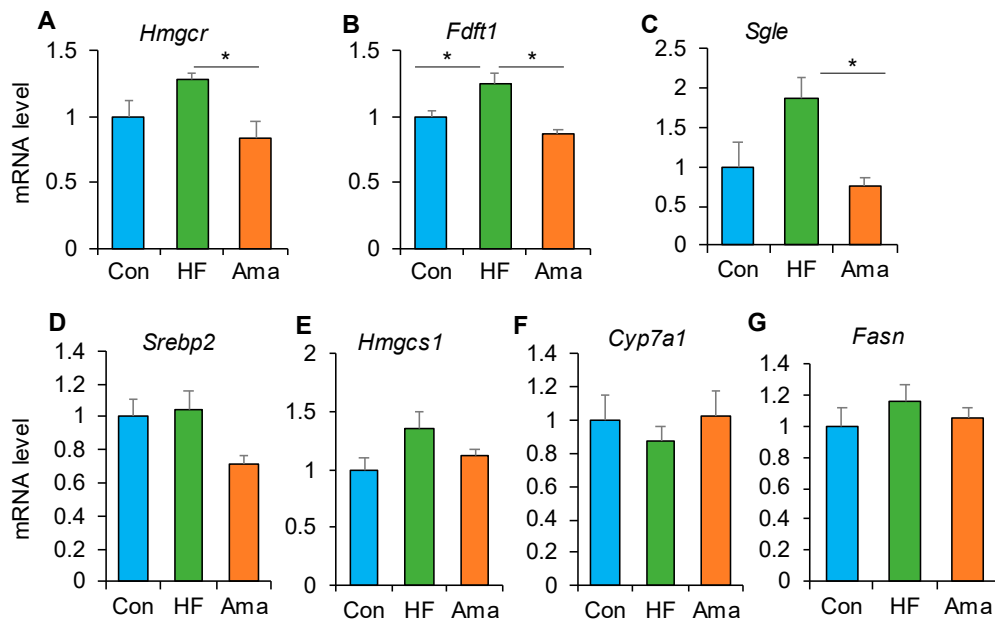 A
Hmgcr
mRNA level
1.5
1
0.5
0
*
Con HF Ama
B
Fdft1
1.5
1
0.5
0
* *
Con HF Ama
C
Sgle
2.5
2
1.5
1
0.5
0
*
Con HF Ama
D
Srebp2
mRNA level
1.4
1.2
1
0.8
0.6
0.4
0.2
0
Con HF Ama
E
Hmgcs1
2
1.5
1
0.5
0
Con HF Ama
F
Cyp7a1
1.4
1.2
1
0.8
0.6
0.4
0.2
0
Con HF Ama
G
Fasn
1.4
1.2
1
0.8
0.6
0.4
0.2
0
Con HF Ama